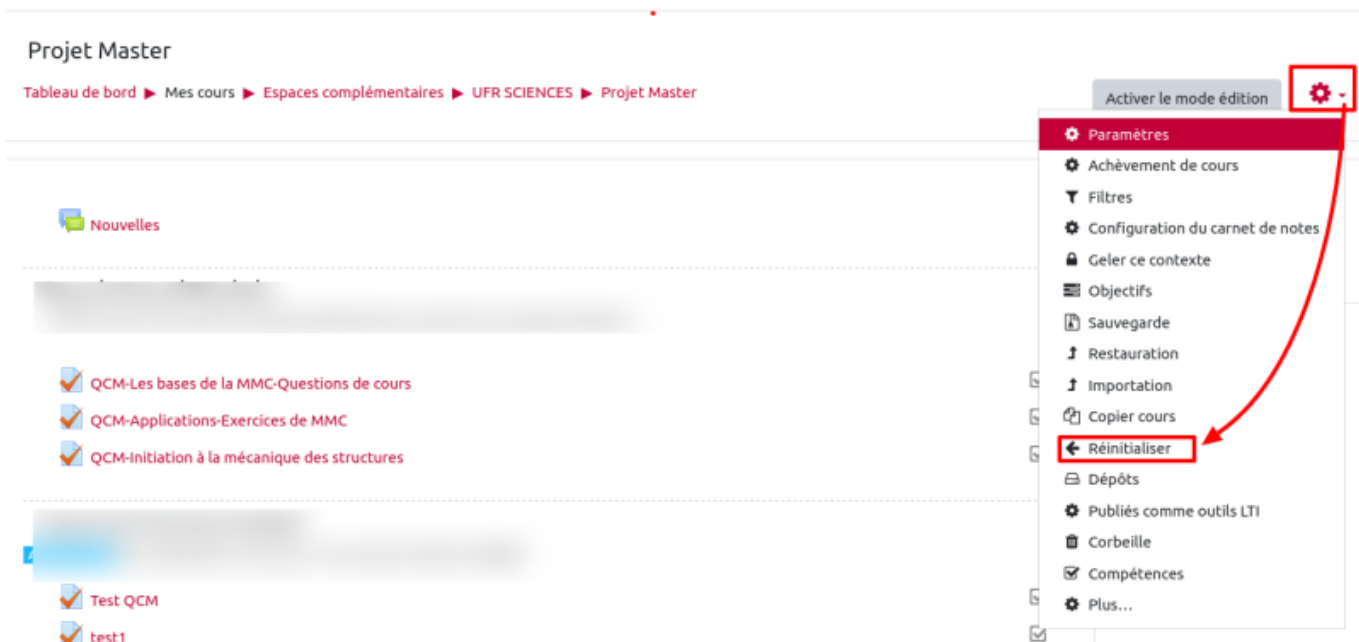 Projet Master
Tableau de bord ▶ Mes cours ▶ Espaces complémentaires ▶ UFR SCIENCES ▶ Projet Master
Activer le mode édition
Paramètres
Achèvement de cours
Filtres
Configuration du carnet de notes
Geler ce contexte
Objectifs
Sauvegarde
Restauration
Importation
Copier cours
Réinitialiser
Dépôts
Publiés comme outils LTI
Corbeille
Compétences
Plus...
Nouvelles
QCM-Les bases de la MMC-Questions de cours
QCM-Applications-Exercices de MMC
QCM-Initiation à la mécanique des structures
Test QCM
test1